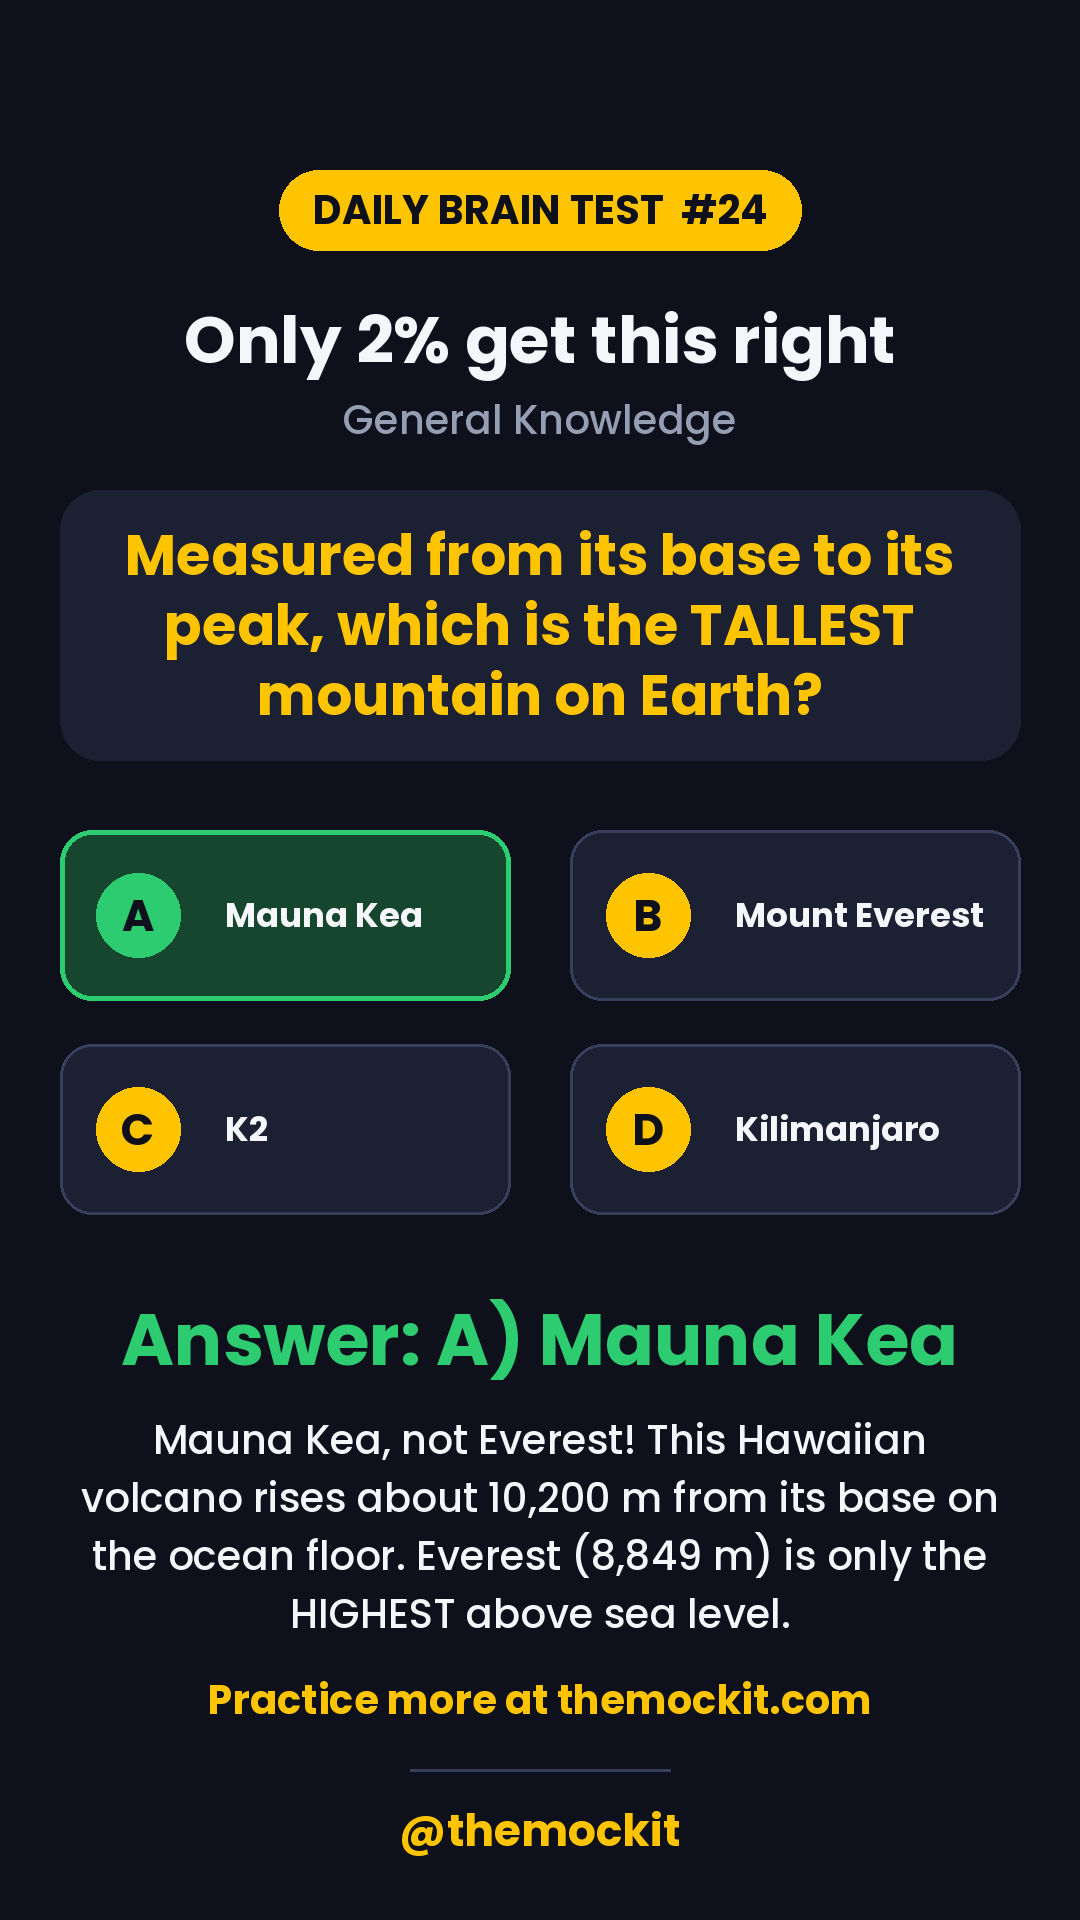 DAILY BRAIN TEST #24
Only 2% get this right
General Knowledge
Measured from its base to its
peak, which is the TALLEST
mountain on Earth?
A Mauna Kea
B Mount Everest
C K2
D Kilimanjaro
Answer: A) Mauna Kea
Mauna Kea, not Everest! This Hawaiian
volcano rises about 10,200 m from its base on
the ocean floor. Everest (8,849 m) is only the
HIGHEST above sea level.
Practice more at themockit.com
@themockit